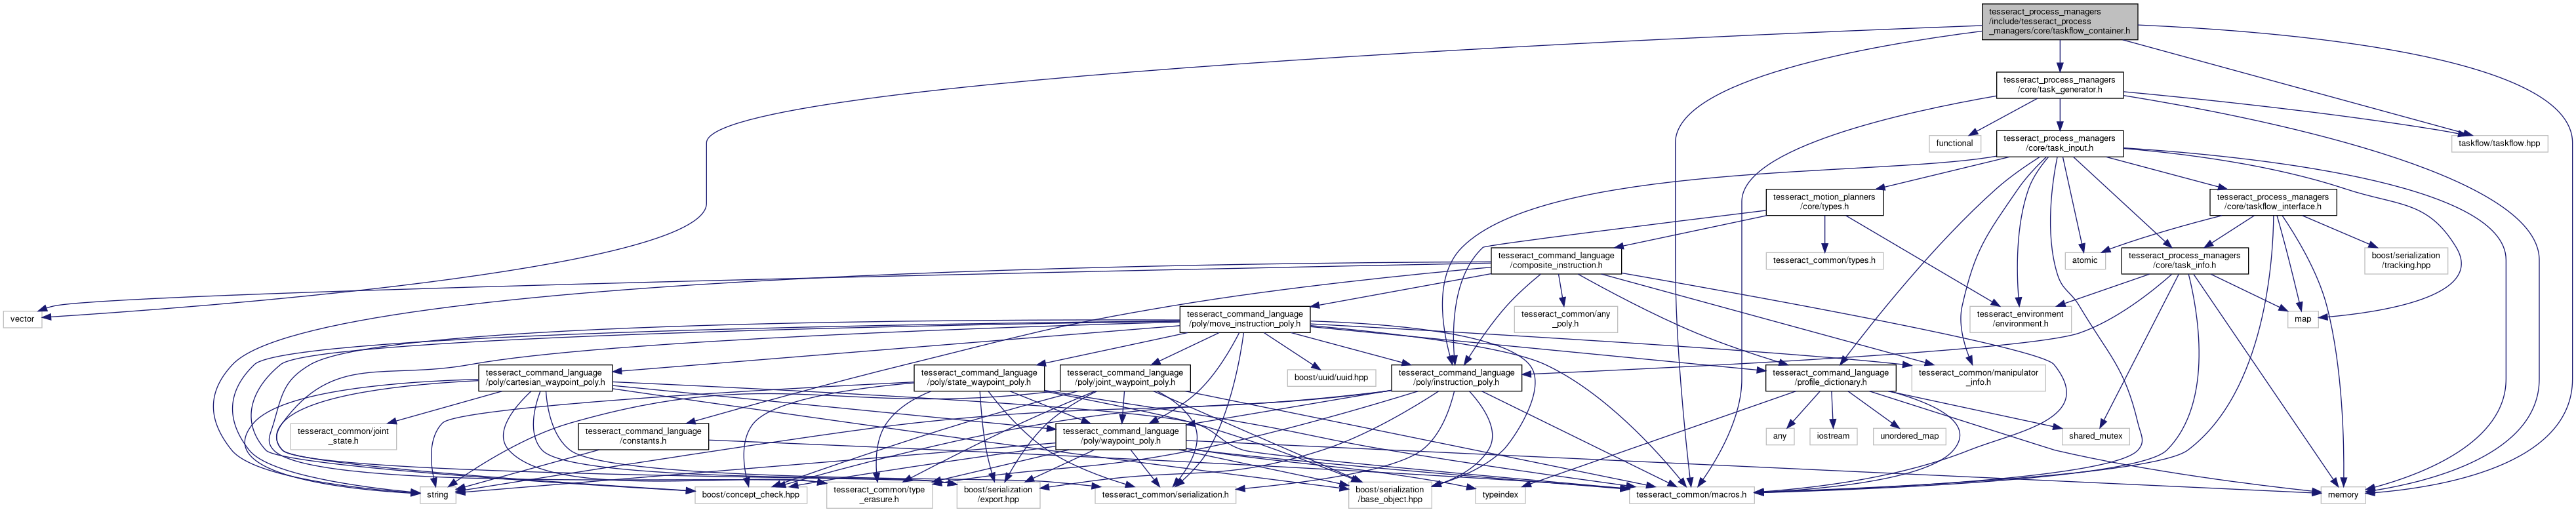 tesseract_process_managers
/include/tesseract_process
_managers/core/taskflow_container.h
tesseract_process_managers
/core/task_generator.h
functional
tesseract_process_managers
/core/task_input.h
taskflow/taskflow.hpp
tesseract_motion_planners
/core/types.h
tesseract_process_managers
/core/taskflow_interface.h
tesseract_command_language
/composite_instruction.h
tesseract_common/types.h
atomic
tesseract_process_managers
/core/task_info.h
boost/serialization
/tracking.hpp
vector
tesseract_command_language
/poly/move_instruction_poly.h
tesseract_common/any
_poly.h
tesseract_environment
/environment.h
map
tesseract_command_language
/poly/cartesian_waypoint_poly.h
tesseract_command_language
/poly/state_waypoint_poly.h
tesseract_command_language
/poly/joint_waypoint_poly.h
boost/uuid/uuid.hpp
tesseract_command_language
/poly/instruction_poly.h
tesseract_command_language
/profile_dictionary.h
tesseract_common/manipulator
_info.h
tesseract_common/joint
_state.h
tesseract_command_language
/constants.h
tesseract_command_language
/poly/waypoint_poly.h
any
iostream
unordered_map
shared_mutex
string
boost/concept_check.hpp
tesseract_common/type
_erasure.h
boost/serialization
/export.hpp
tesseract_common/serialization.h
boost/serialization
/base_object.hpp
typeindex
tesseract_common/macros.h
memory